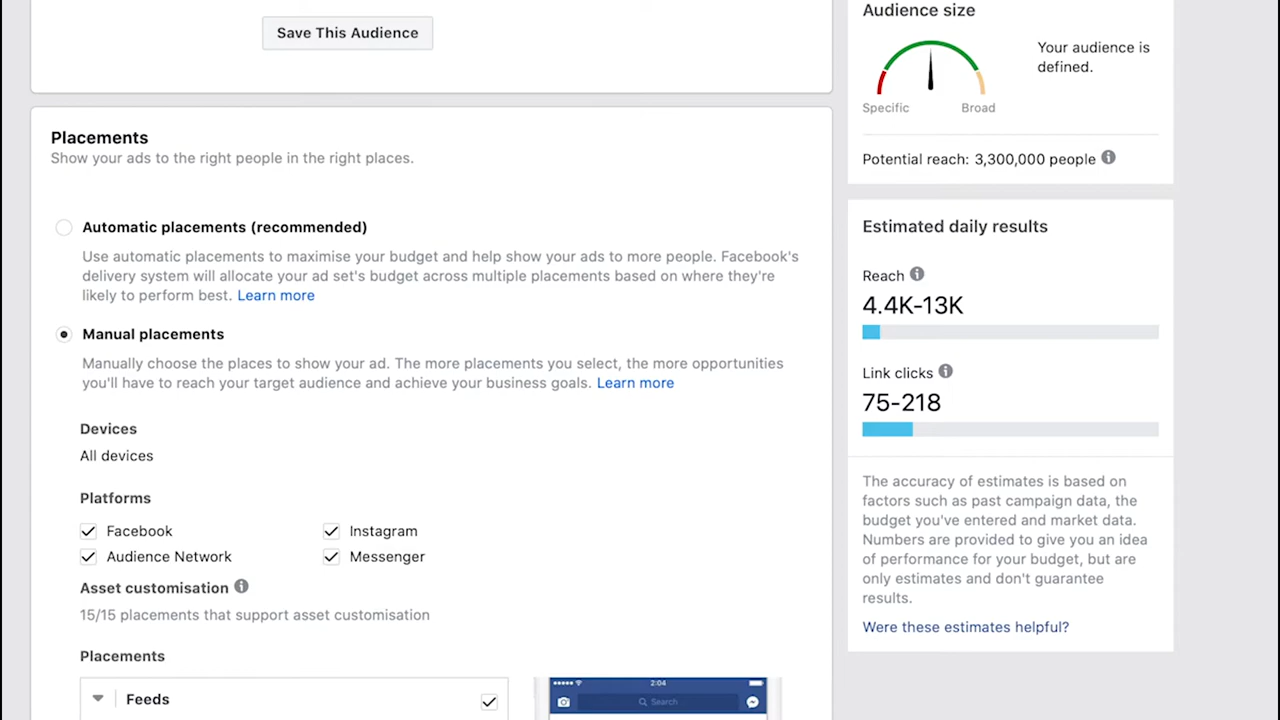 Save This Audience
Placements
Show your ads to the right people in the right places.
Automatic placements (recommended)
Use automatic placements to maximise your budget and help show your ads to more people. Facebook's
delivery system will allocate your ad set's budget across multiple placements based on where they're
likely to perform best. Learn more
Manual placements
Manually choose the places to show your ad. The more placements you select, the more opportunities
you'll have to reach your target audience and achieve your business goals. Learn more
Devices
All devices
Platforms
Facebook
Instagram
Audience Network
Messenger
Asset customisation
15/15 placements that support asset customisation
Placements
Feeds
2:04
Search
Audience size
Your audience is
defined.
Specific
Broad
Potential reach: 3,300,000 people
Estimated daily results
Reach
4.4K-13K
Link clicks
75-218
The accuracy of estimates is based on
factors such as past campaign data, the
budget you've entered and market data.
Numbers are provided to give you an idea
of performance for your budget, but are
only estimates and don't guarantee
results.
Were these estimates helpful?